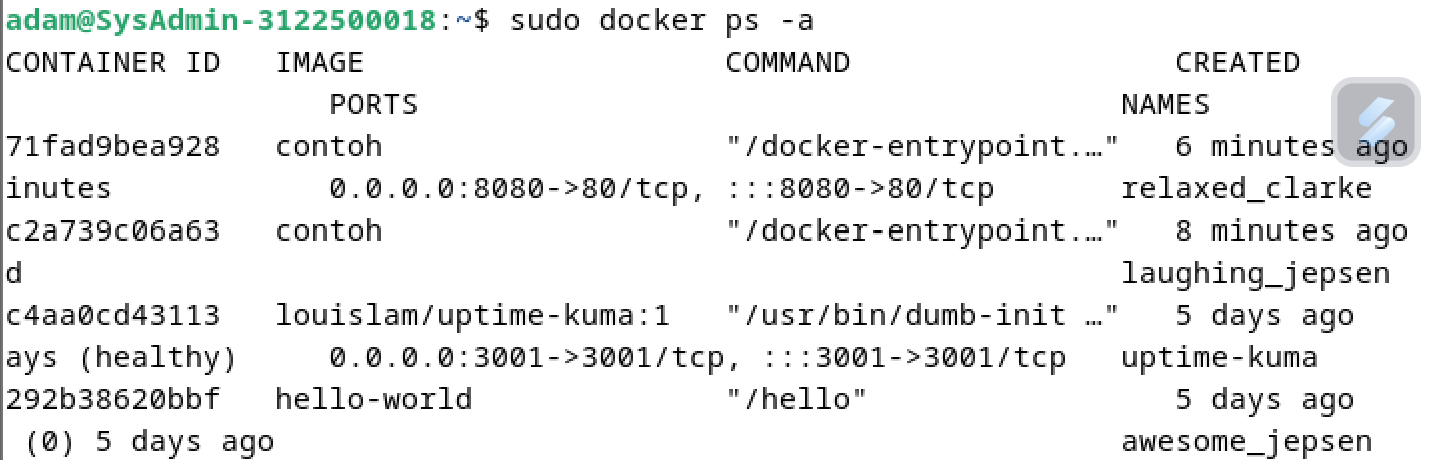 adam@SysAdmin-3122500018:~$ sudo docker ps -a
CONTAINER ID   IMAGE                    COMMAND                  CREATED
                  PORTS                                       NAMES
71fad9bea928   contoh                   "/docker-entrypoint.…"   6 minutes ago
inutes            0.0.0.0:8080->80/tcp, :::8080->80/tcp       relaxed_clarke
c2a739c06a63   contoh                   "/docker-entrypoint.…"   8 minutes ago
d                                                             laughing_jepsen
c4aa0cd43113   louislam/uptime-kuma:1   "/usr/bin/dumb-init …"   5 days ago
ays (healthy)     0.0.0.0:3001->3001/tcp, :::3001->3001/tcp   uptime-kuma
292b38620bbf   hello-world              "/hello"                 5 days ago
 (0) 5 days ago                                               awesome_jepsen